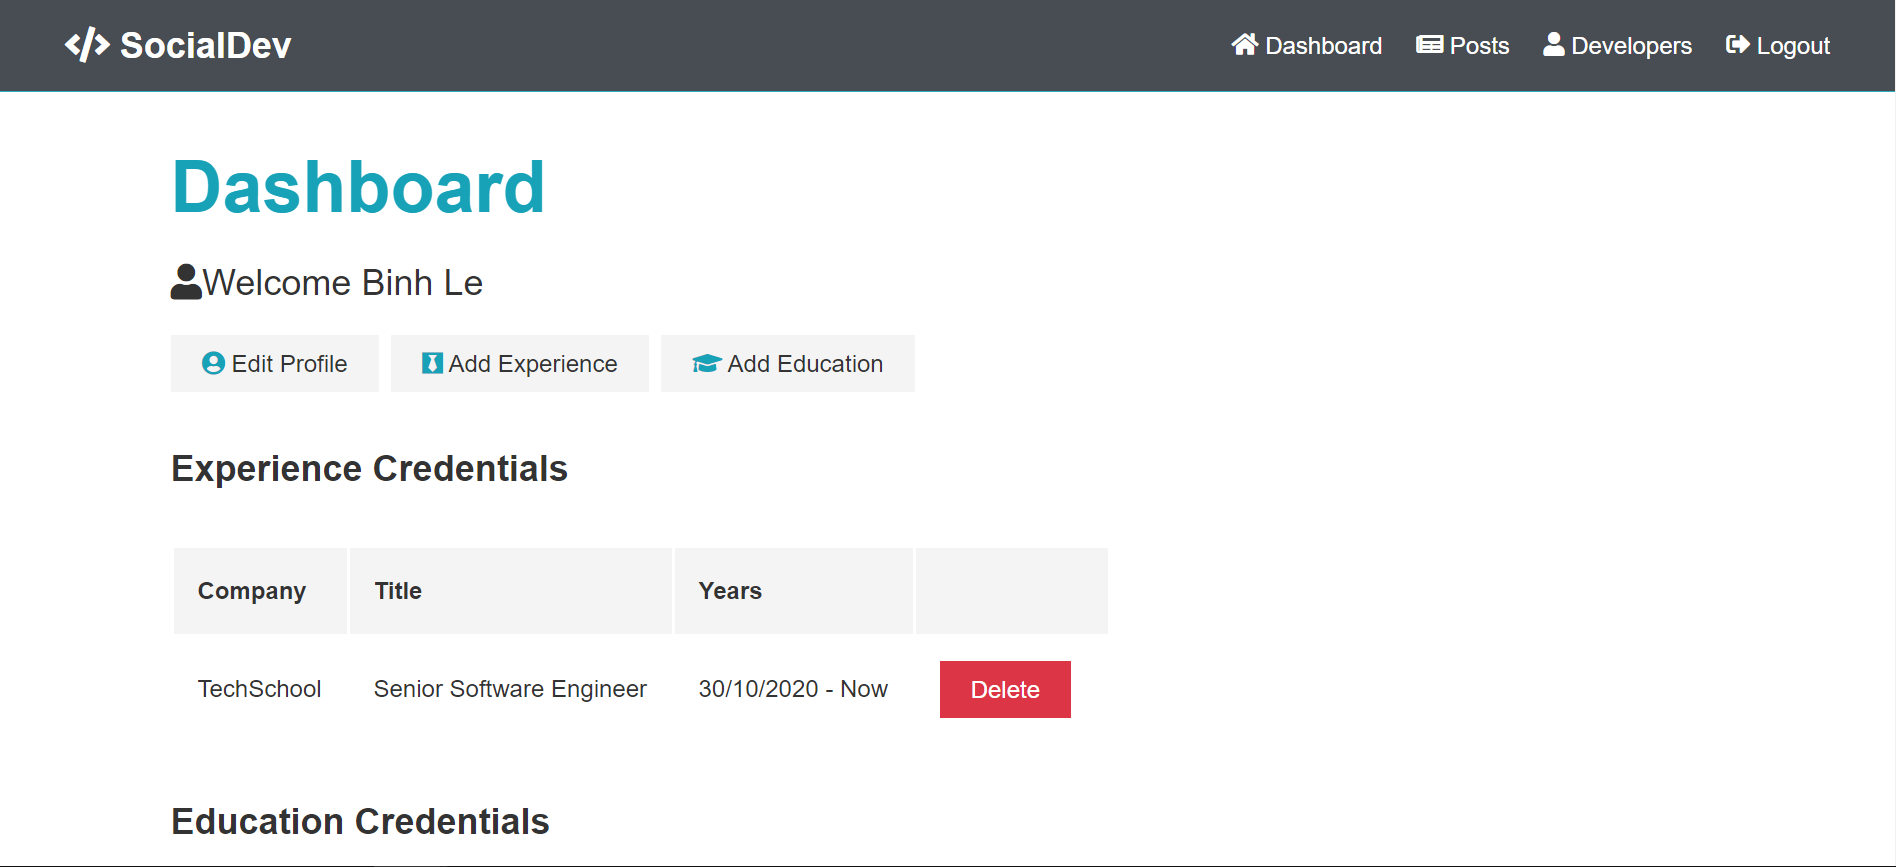 SocialDev
Dashboard Posts Developers Logout
Dashboard
Welcome Binh Le
Edit Profile Add Experience Add Education
Experience Credentials
Company Title Years
TechSchool Senior Software Engineer 30/10/2020 - Now Delete
Education Credentials